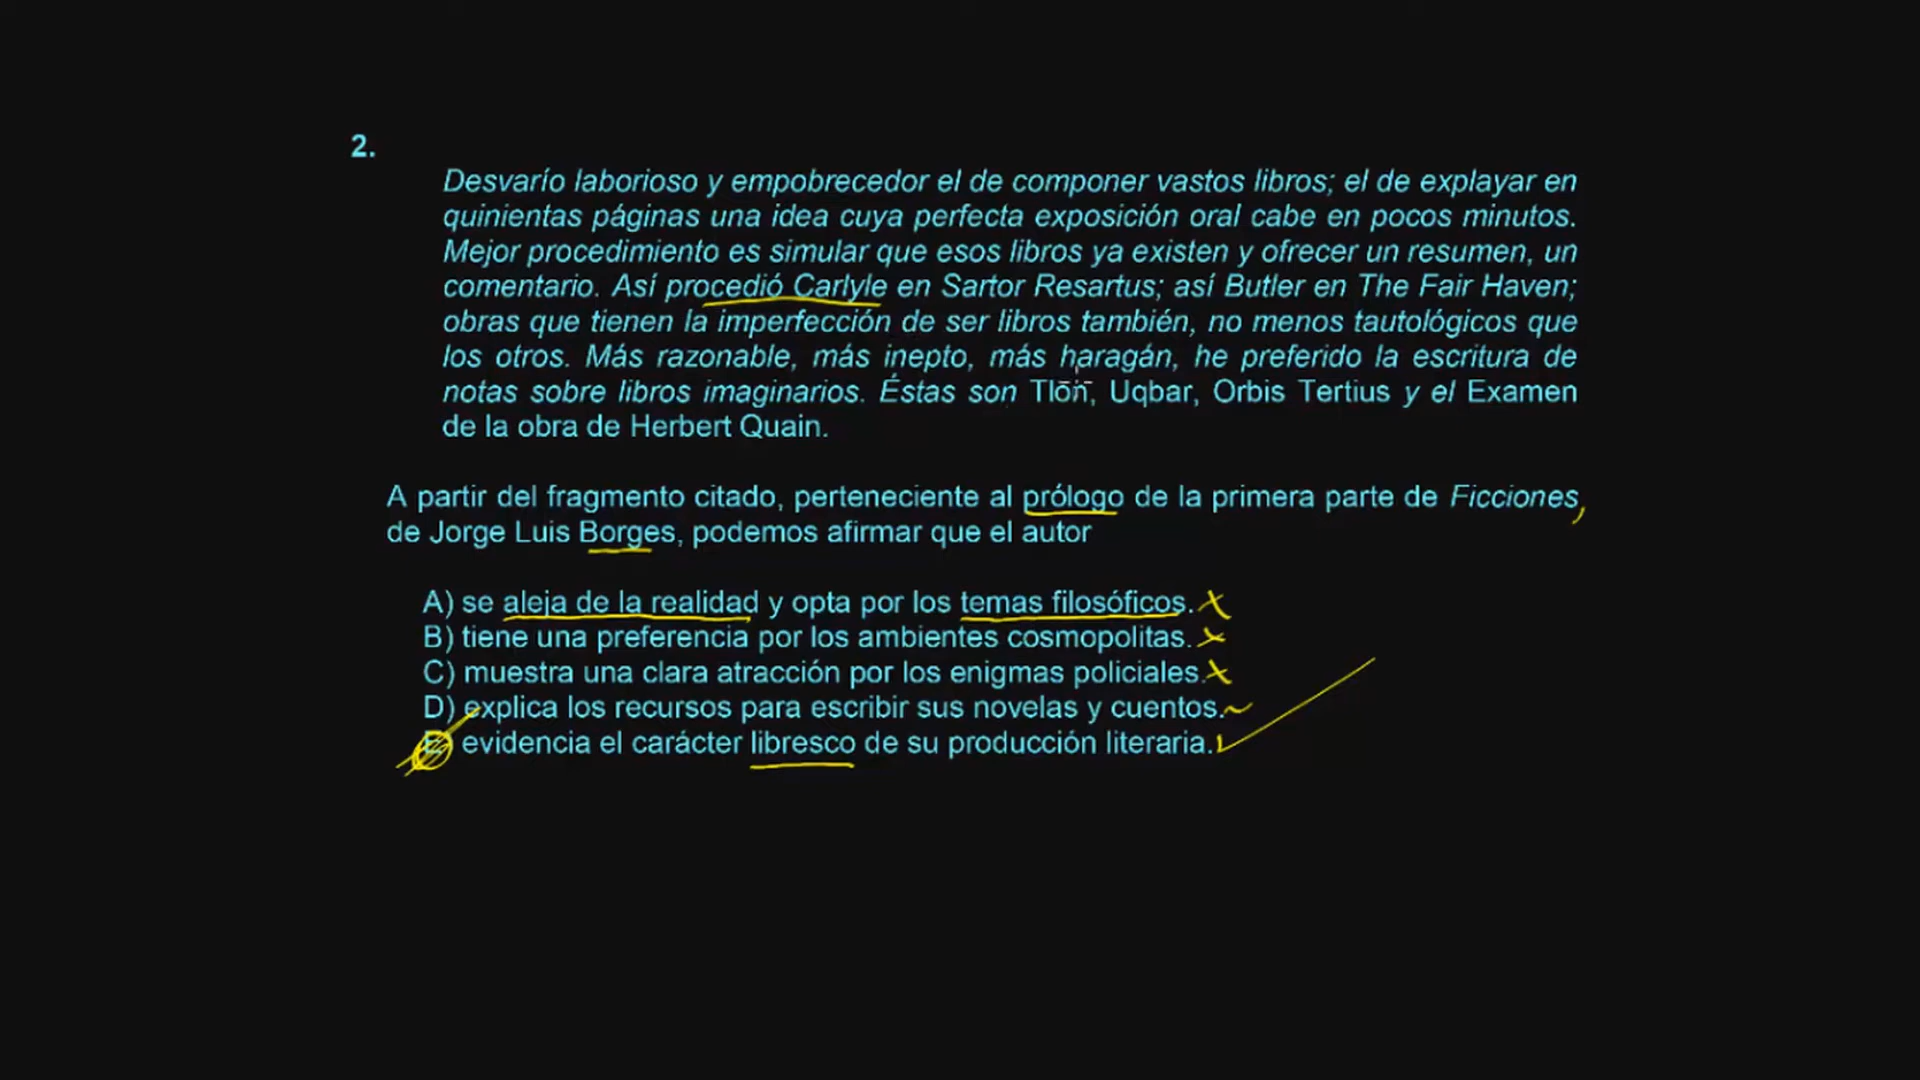 2.
Desvarío laborioso y empobrecedor el de componer vastos libros; el de explayar en
quinientas páginas una idea cuya perfecta exposición oral cabe en pocos minutos.
Mejor procedimiento es simular que esos libros ya existen y ofrecer un resumen, un
comentario. Así procedió Carlyle en Sartor Resartus; así Butler en The Fair Haven;
obras que tienen la imperfección de ser libros también, no menos tautológicos que
los otros. Más razonable, más inepto, más haragán, he preferido la escritura de
notas sobre libros imaginarios. Éstas son Tlön, Uqbar, Orbis Tertius y el Examen
de la obra de Herbert Quain.
A partir del fragmento citado, perteneciente al prólogo de la primera parte de Ficciones,
de Jorge Luis Borges, podemos afirmar que el autor
A) se aleja de la realidad y opta por los temas filosóficos.
B) tiene una preferencia por los ambientes cosmopolitas.
C) muestra una clara atracción por los enigmas policiales.
D) explica los recursos para escribir sus novelas y cuentos.
E) evidencia el carácter libresco de su producción literaria.